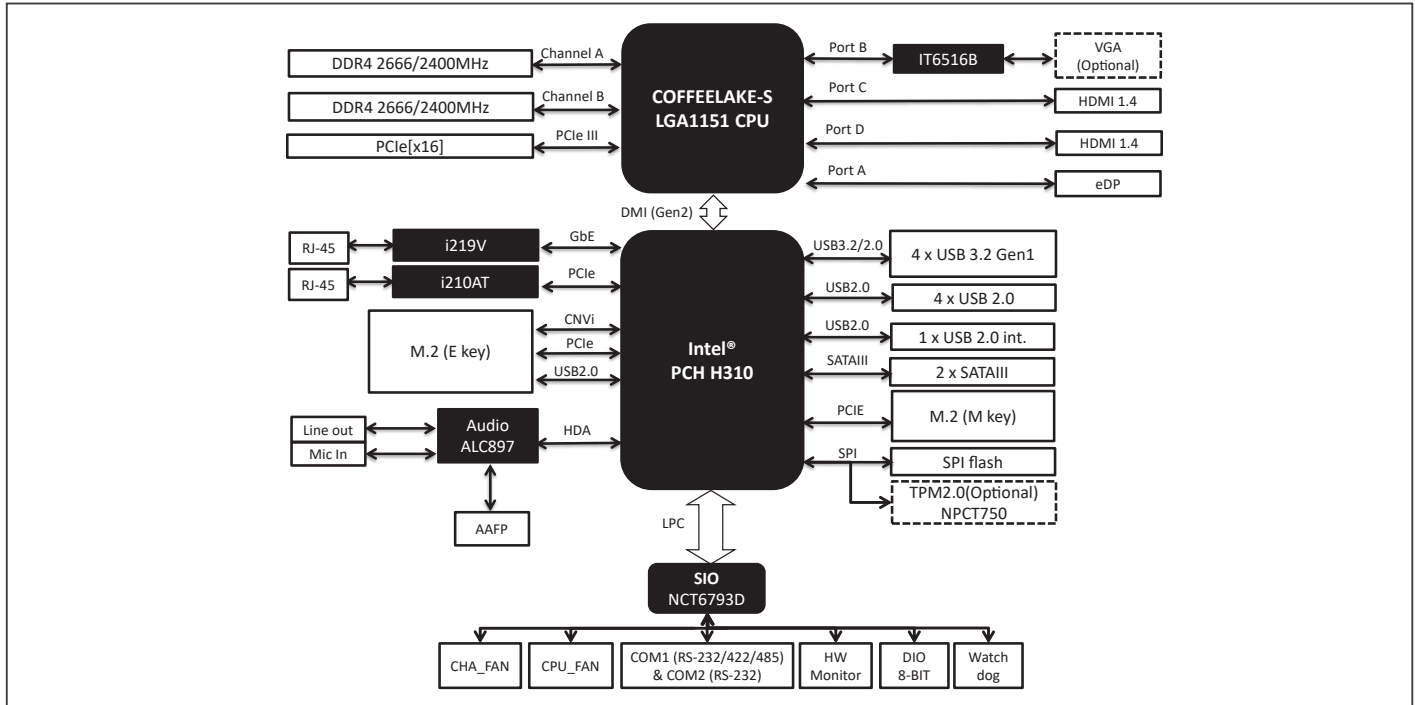 DDR4 2666/2400MHz
Channel A
DDR4 2666/2400MHz
Channel B
PCIe[x16]
PCIe III
COFFEELAKE-S
LGA1151 CPU
Port B
IT6516B
VGA
(Optional)
Port C
HDMI 1.4
Port D
HDMI 1.4
Port A
eDP
DMI (Gen2)
RJ-45
i219V
GbE
RJ-45
i210AT
PCIe
M.2 (E key)
CNVi
PCIe
USB2.0
Line out
Mic In
Audio
ALC897
HDA
AAFP
Intel®
PCH H310
USB3.2/2.0
4 x USB 3.2 Gen1
USB2.0
4 x USB 2.0
USB2.0
1 x USB 2.0 int.
SATAIII
2 x SATAIII
PCIE
M.2 (M key)
SPI
SPI flash
TPM2.0(Optional)
NPCT750
LPC
SIO
NCT6793D
CHA_FAN
CPU_FAN
COM1 (RS-232/422/485)
& COM2 (RS-232)
HW
Monitor
DIO
8-BIT
Watch
dog